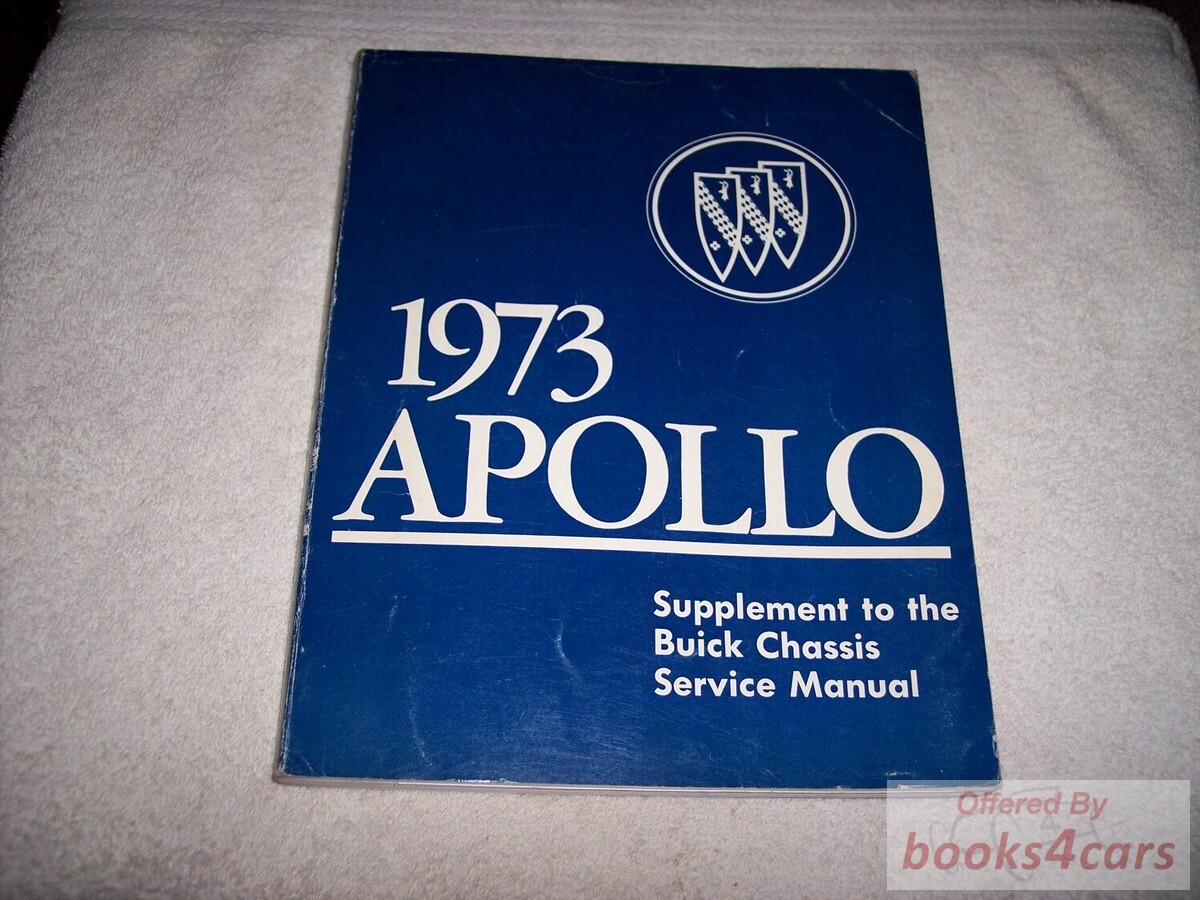 1973
APOLLO
Supplement to the
Buick Chassis
Service Manual
Offered By
books4cars